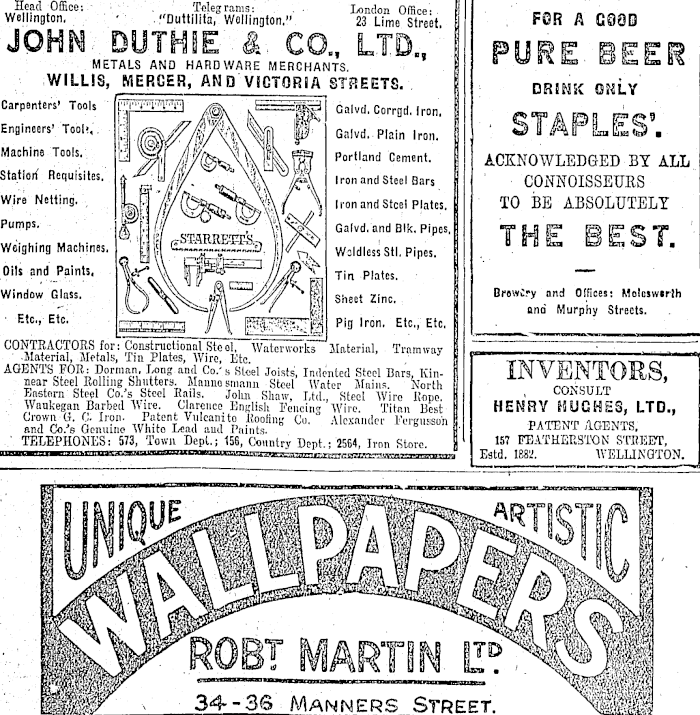 Head Office:
Wellington.
Telegrams:
"Duttilita, Wellington."
London Office:
23 Lime Street.
JOHN DUTHIE & CO., LTD.,
METALS AND HARDWARE MERCHANTS.
WILLIS, MERCER, AND VICTORIA STREETS.
Carpenters' Tools
Engineers' Tools.
Machine Tools.
Station Requisites.
Wire Netting.
Pumps.
Weighing Machines.
Oils and Paints.
Window Glass.
Etc., Etc.
STARRETT'S
Galvd. Corrgd. Iron.
Galvd. Plain Iron.
Portland Cement.
Iron and Steel Bars
Iron and Steel Plates.
Galvd. and Blk. Pipes.
Weldless Stl. Pipes.
Tin Plates.
Sheet Zinc.
Pig Iron. Etc., Etc.
CONTRACTORS for: Constructional Steel, Waterworks Material, Tramway
Material, Metals, Tin Plates, Wire, Etc.
AGENTS FOR: Dorman, Long and Co.'s Steel Joists, Indented Steel Bars, Kin-
near Steel Rolling Shutters. Mannesmann Steel Water Mains. North
Eastern Steel Co.'s Steel Rails. John Shaw, Ltd., Steel Wire Rope.
Waukegan Barbed Wire. Clarence English Fencing Wire. Titan Best
Crown G. C. Iron. Patent Vulcanite Roofing Co. Alexander Fergusson
and Co.'s Genuine White Lead and Paints.
TELEPHONES: 573, Town Dept.; 156, Country Dept.; 2564, Iron Store.
FOR A GOOD
PURE BEER
DRINK ONLY
STAPLES'.
ACKNOWLEDGED BY ALL
CONNOISSEURS
TO BE ABSOLUTELY
THE BEST.
Brewery and Offices: Molesworth
and Murphy Streets.
INVENTORS,
CONSULT
HENRY HUGHES, LTD.,
PATENT AGENTS,
157 FEATHERSTON STREET,
Estd. 1882. WELLINGTON.
UNIQUE ARTISTIC
WALLPAPERS
ROBT MARTIN LTD.
34-36 MANNERS STREET.